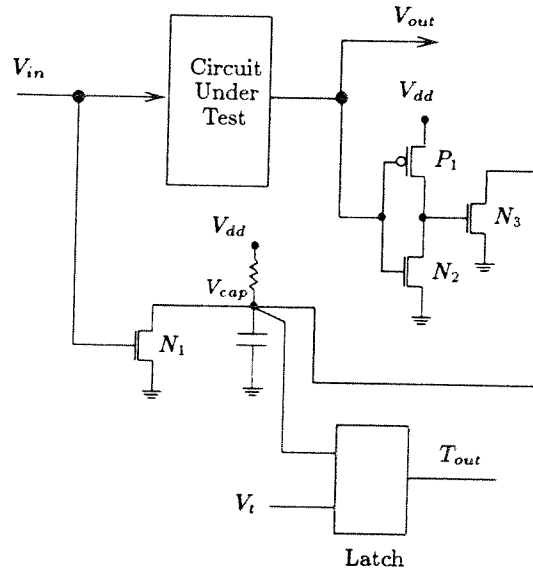 V_out
V_in
Circuit
Under
Test
V_dd
P_1
N_3
V_dd
N_2
V_cap
N_1
T_out
V_t
Latch